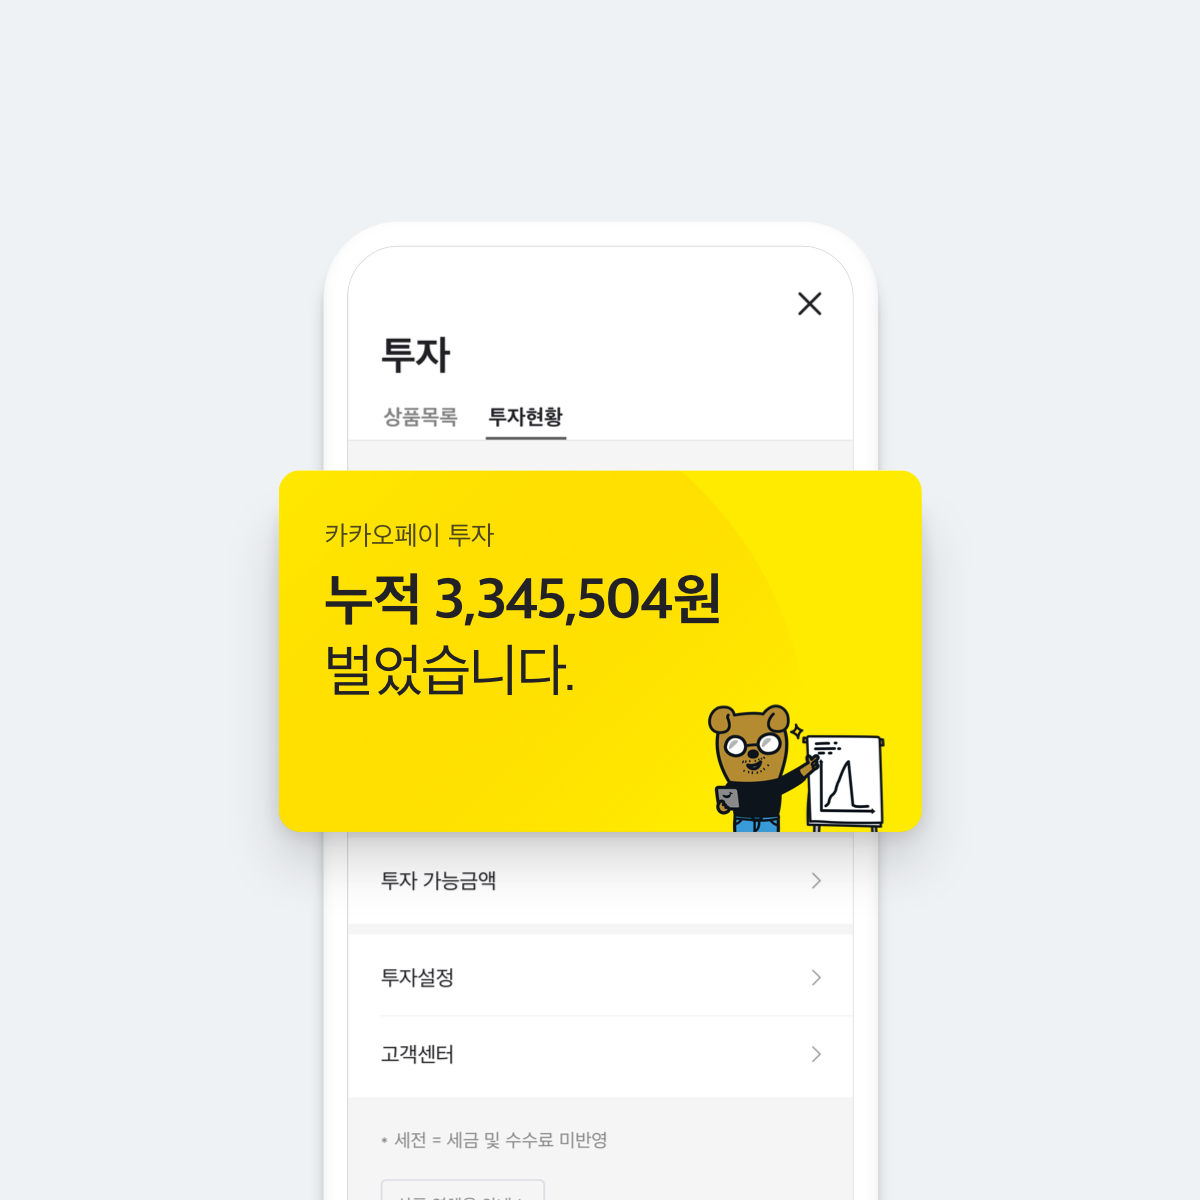 투자
상품목록 투자현황
카카오페이 투자
누적 3,345,504원
벌었습니다.
투자 가능금액
투자설정
고객센터
• 세전 = 세금 및 수수료 미반영